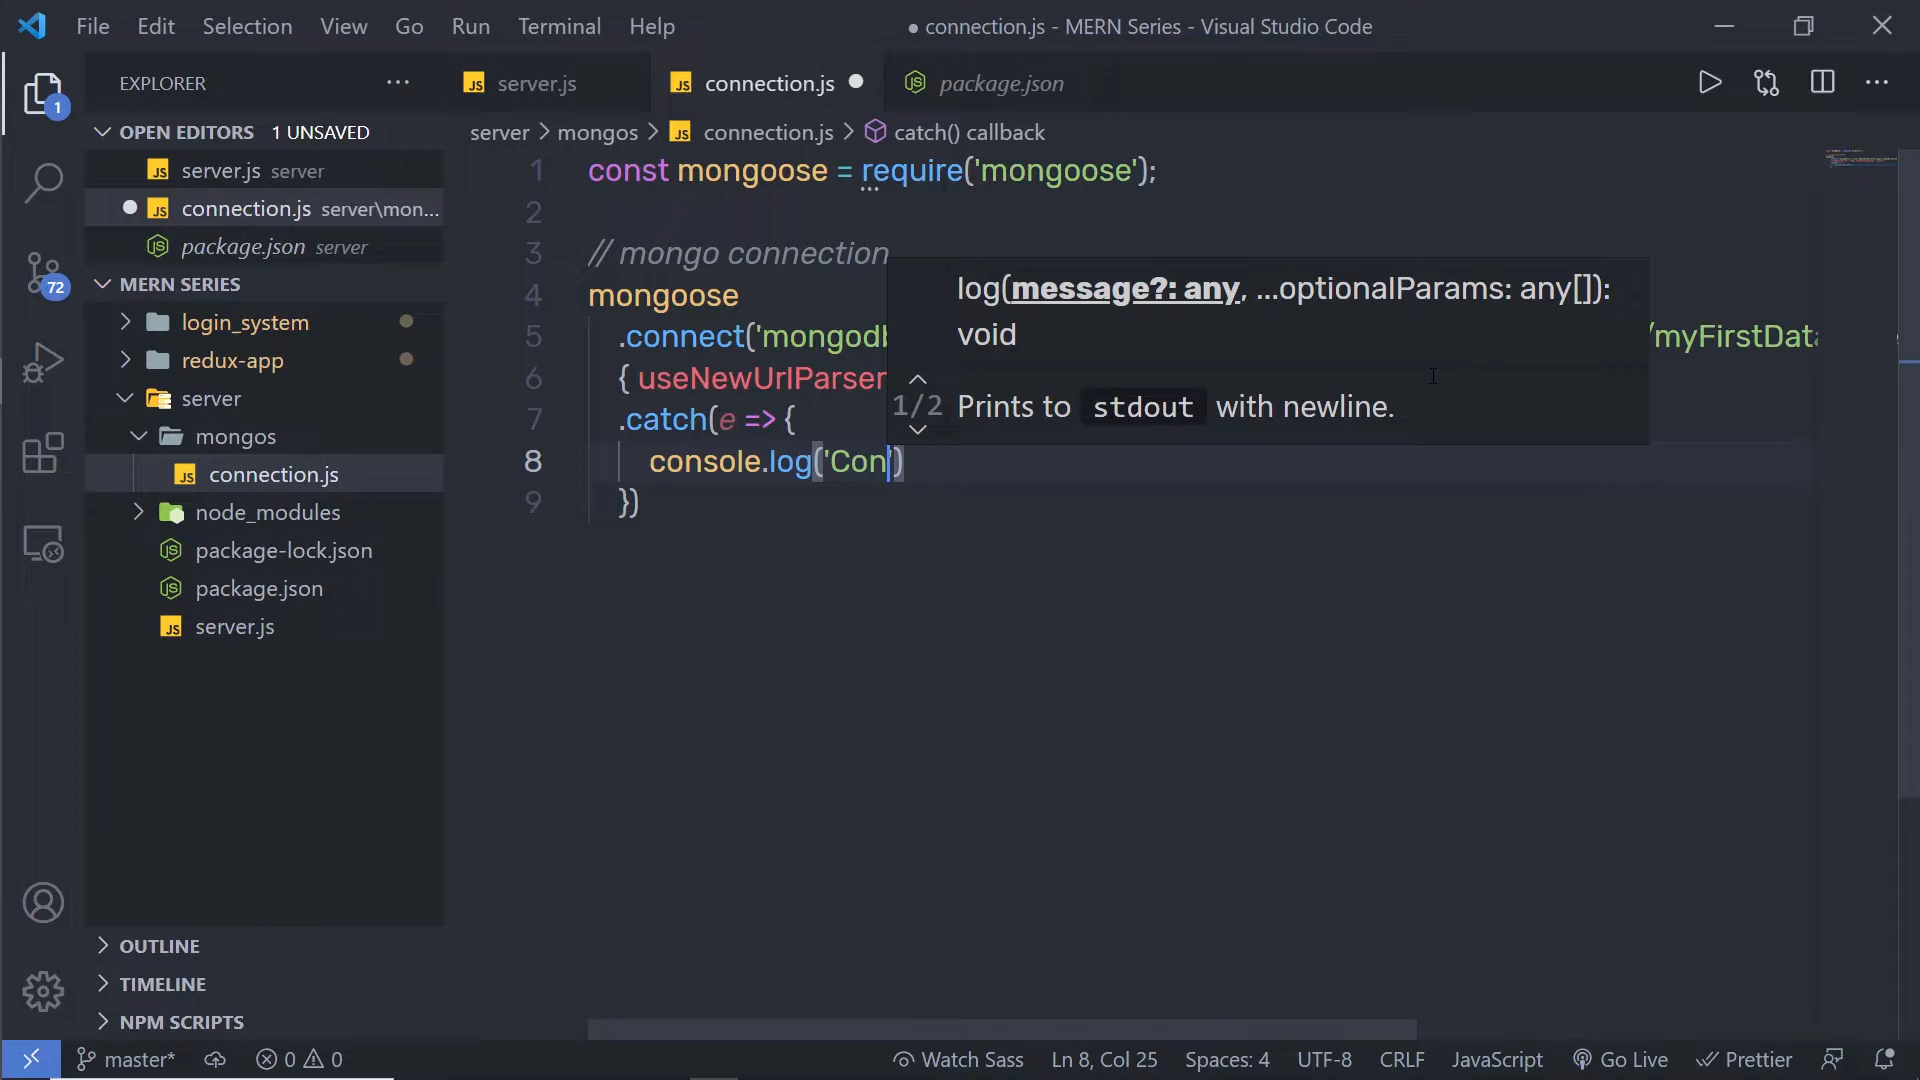 File Edit Selection View Go Run Terminal Help
● connection.js - MERN Series - Visual Studio Code
EXPLORER
server.js
connection.js
package.json
1
OPEN EDITORS 1 UNSAVED
server.js server
connection.js server\mon...
package.json server
72
MERN SERIES
login_system
redux-app
server
mongos
connection.js
node_modules
package-lock.json
package.json
server.js
OUTLINE
TIMELINE
NPM SCRIPTS
server > mongos > connection.js > catch() callback
1 const mongoose = require('mongoose');
2
3 // mongo connection
4 mongoose
5 .connect('mongodb /myFirstData
6 { useNewUrlParser
7 .catch(e => {
8 console.log('Con')
9 })
log(message?: any, ...optionalParams: any[]):
void
1/2 Prints to stdout with newline.
master* 0 0 Watch Sass Ln 8, Col 25 Spaces: 4 UTF-8 CRLF JavaScript Go Live Prettier